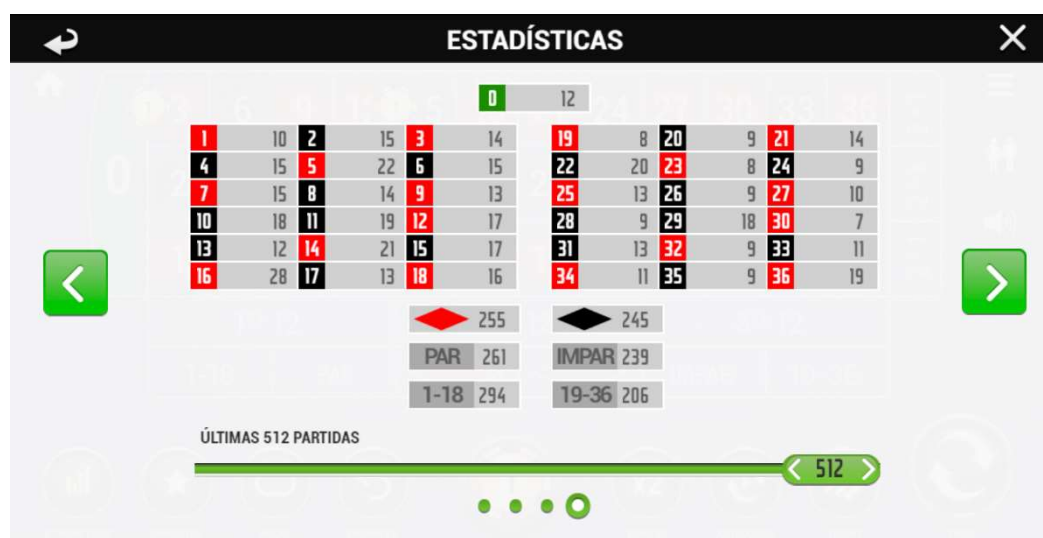 ESTADÍSTICAS
0 12
1 10 2 15 3 14 19 8 20 9 21 14
4 15 5 22 6 15 22 20 23 8 24 9
7 15 8 14 9 13 25 13 26 9 27 10
10 18 11 19 12 17 28 9 29 18 30 7
13 12 14 21 15 17 31 13 32 9 33 11
16 28 17 13 18 16 34 11 35 9 36 19
255 245
PAR 261 IMPAR 239
1-18 294 19-36 206
ÚLTIMAS 512 PARTIDAS
512